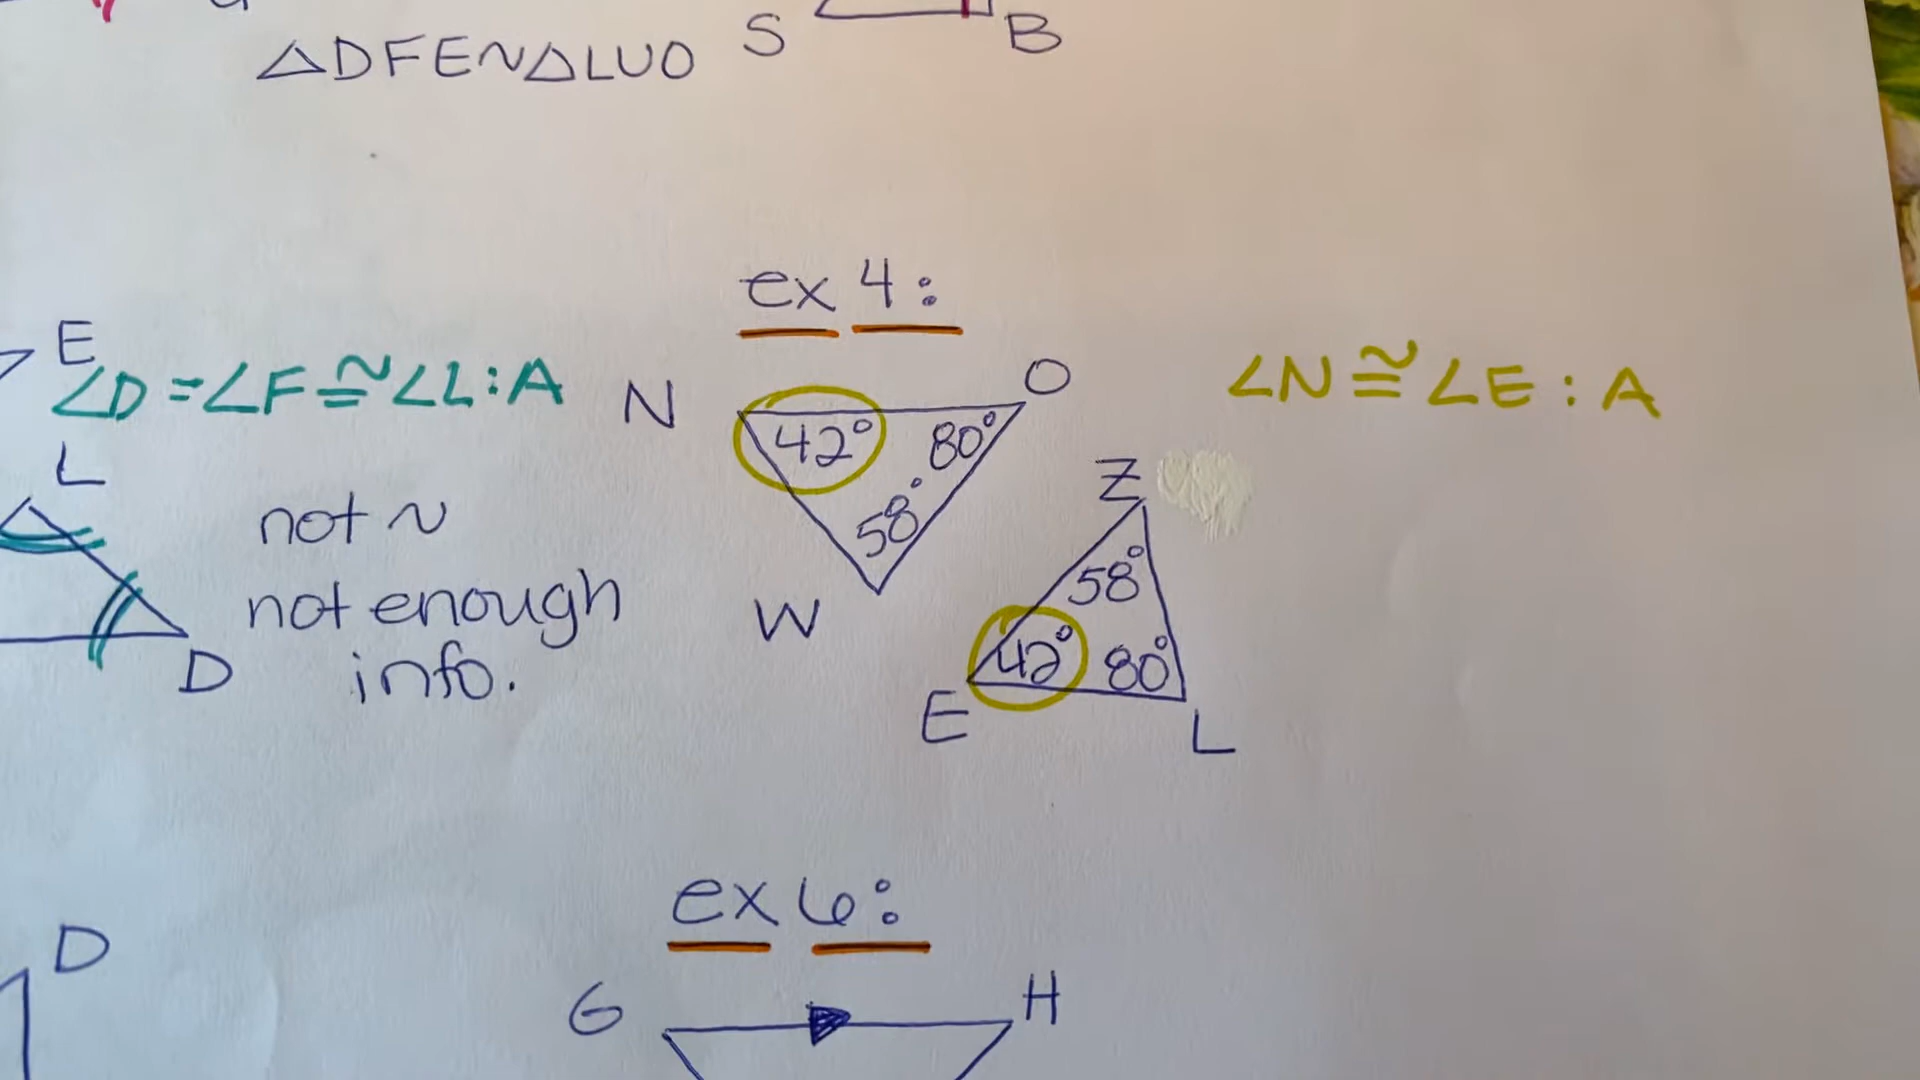 S
B
△DFE~△LUO
ex 4:
E
∠D=∠F≅∠L:A
N
O
∠N≅∠E:A
42°
80°
L
Z
not ~
58°
58°
not enough
W
42°
80°
info.
D
E
L
ex 6:
D
G
H